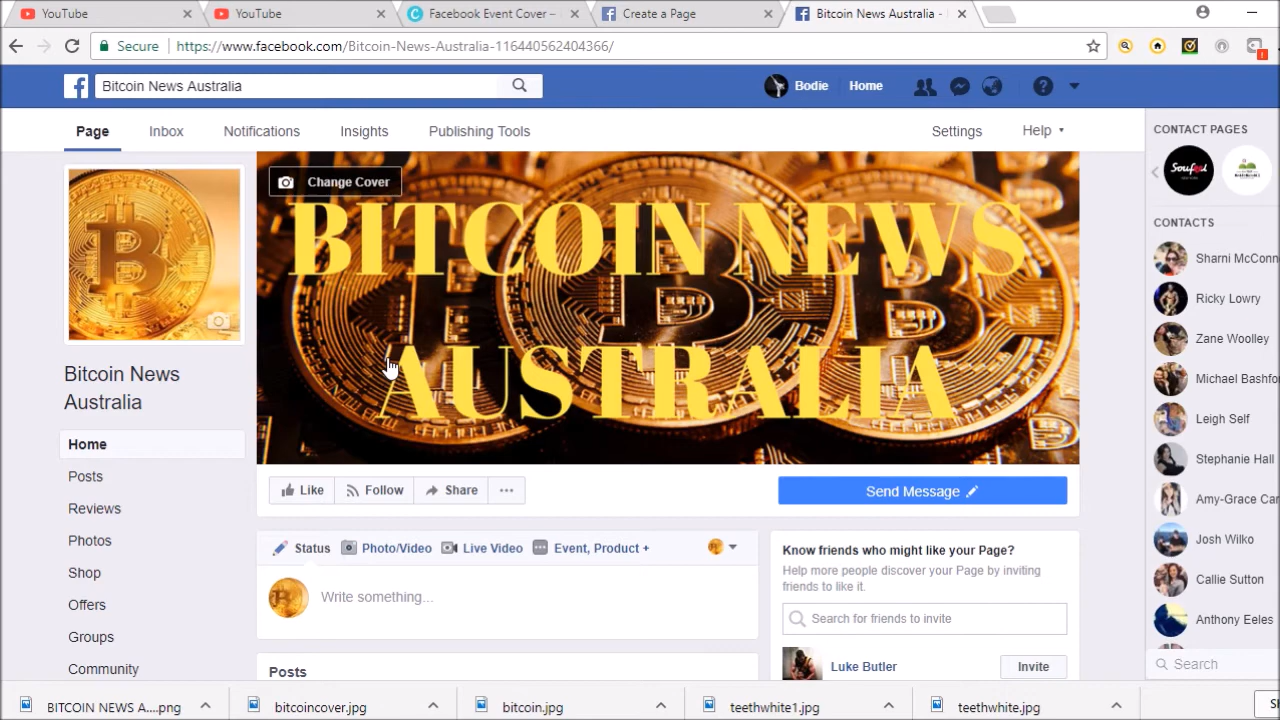 YouTube
YouTube
Facebook Event Cover –
Create a Page
Bitcoin News Australia -
Secure
https://www.facebook.com/Bitcoin-News-Australia-116440562404366/
Bitcoin News Australia
Bodie
Home
Page
Inbox
Notifications
Insights
Publishing Tools
Settings
Help
CONTACT PAGES
Change Cover
BITCOIN NEWS
AUSTRALIA
Bitcoin News
Australia
Home
Posts
Reviews
Photos
Shop
Offers
Groups
Community
Like
Follow
Share
Send Message
Status
Photo/Video
Live Video
Event, Product +
Write something...
Posts
Know friends who might like your Page?
Help more people discover your Page by inviting
friends to like it.
Search for friends to invite
Luke Butler
Invite
CONTACTS
Sharni McConn
Ricky Lowry
Zane Woolley
Michael Bashfo
Leigh Self
Stephanie Hall
Amy-Grace Car
Josh Wilko
Callie Sutton
Anthony Eeles
Search
BITCOIN NEWS A....png
bitcoincover.jpg
bitcoin.jpg
teethwhite1.jpg
teethwhite.jpg